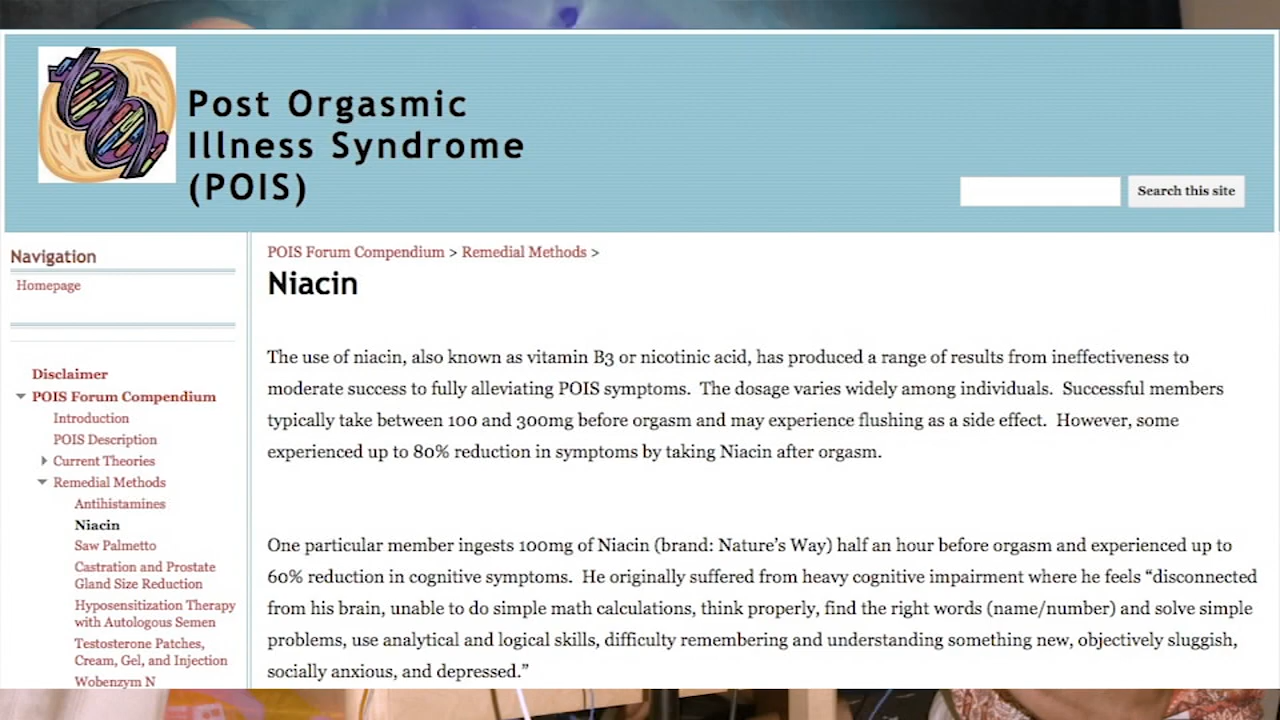 Post Orgasmic
Illness Syndrome
(POIS)
Search this site
Navigation
Homepage
Disclaimer
POIS Forum Compendium
Introduction
POIS Description
Current Theories
Remedial Methods
Antihistamines
Niacin
Saw Palmetto
Castration and Prostate
Gland Size Reduction
Hyposensitization Therapy
with Autologous Semen
Testosterone Patches,
Cream, Gel, and Injection
Wobenzym N
POIS Forum Compendium > Remedial Methods >
Niacin
The use of niacin, also known as vitamin B3 or nicotinic acid, has produced a range of results from ineffectiveness to
moderate success to fully alleviating POIS symptoms. The dosage varies widely among individuals. Successful members
typically take between 100 and 300mg before orgasm and may experience flushing as a side effect. However, some
experienced up to 80% reduction in symptoms by taking Niacin after orgasm.
One particular member ingests 100mg of Niacin (brand: Nature's Way) half an hour before orgasm and experienced up to
60% reduction in cognitive symptoms. He originally suffered from heavy cognitive impairment where he feels “disconnected
from his brain, unable to do simple math calculations, think properly, find the right words (name/number) and solve simple
problems, use analytical and logical skills, difficulty remembering and understanding something new, objectively sluggish,
socially anxious, and depressed.”